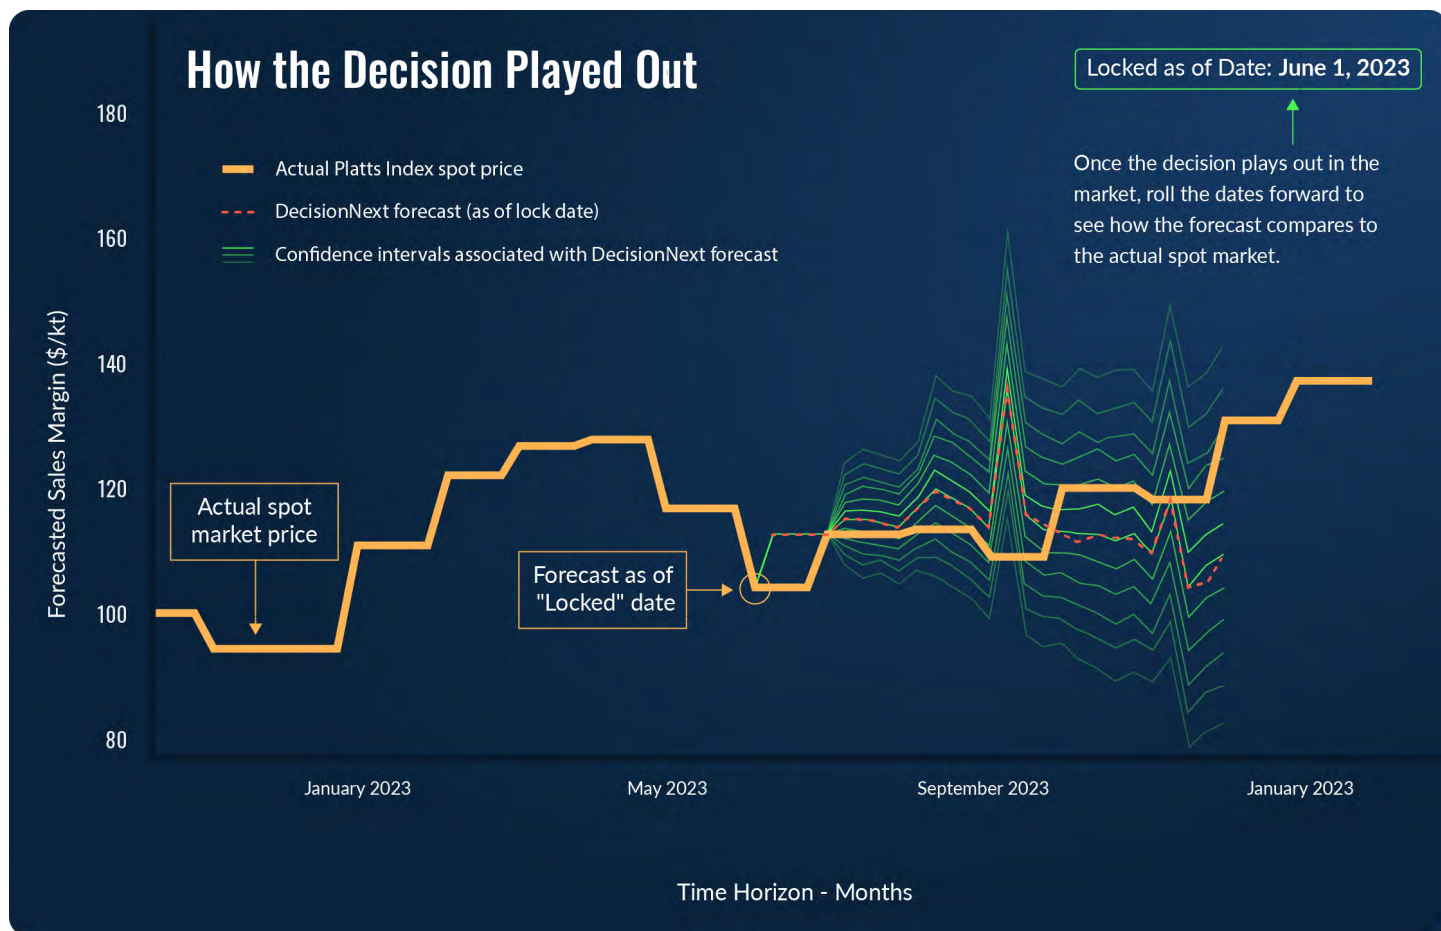 How the Decision Played Out
Locked as of Date: June 1, 2023
Once the decision plays out in the
market, roll the dates forward to
see how the forecast compares to
the actual spot market.
Actual Platts Index spot price
DecisionNext forecast (as of lock date)
Confidence intervals associated with DecisionNext forecast
Forecasted Sales Margin ($/kt)
180
160
140
120
100
80
Actual spot
market price
Forecast as of
"Locked" date
January 2023
May 2023
September 2023
January 2023
Time Horizon - Months